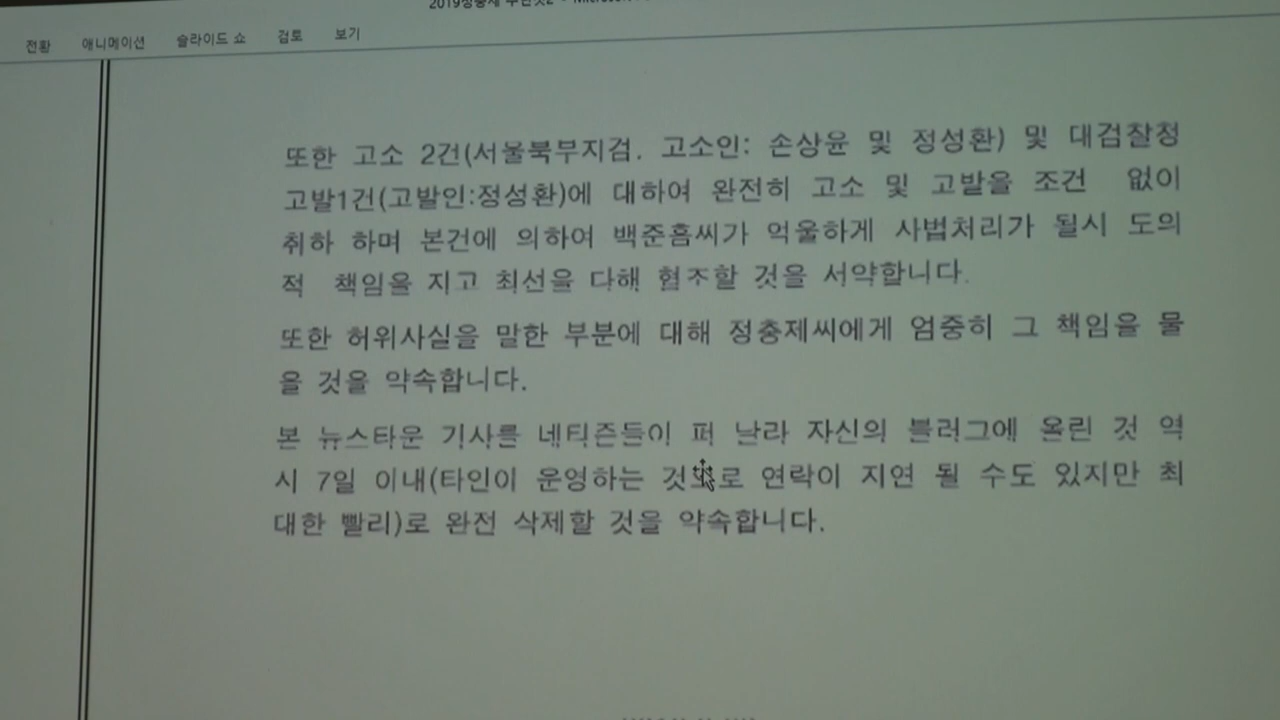 전환 애니메이션 슬라이드 쇼 검토 보기
또한 고소 2건(서울북부지검. 고소인: 손상윤 및 정성환) 및 대검찰청
고발1건(고발인:정성환)에 대하여 완전히 고소 및 고발을 조건 없이
취하 하며 본건에 의하여 백준흠씨가 억울하게 사법처리가 될시 도의
적 책임을 지고 최선을 다해 협조할 것을 서약합니다.
또한 허위사실을 말한 부분에 대해 정충제씨에게 엄중히 그 책임을 물
을 것을 약속합니다.
본 뉴스타운 기사를 네티즌들이 퍼 날라 자신의 블러그에 올린 것 역
시 7일 이내(타인이 운영하는 것으로 연락이 지연 될 수도 있지만 최
대한 빨리)로 완전 삭제할 것을 약속합니다.